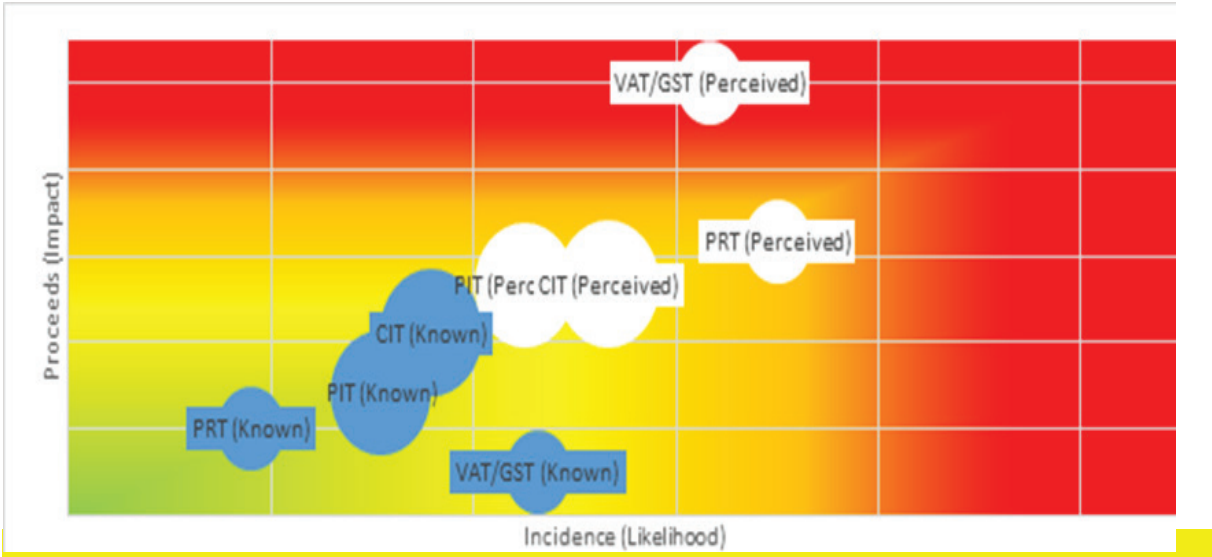 VAT/GST (Perceived)
PRT (Perceived)
PIT (Perc
CIT (Perceived)
CIT (Known)
PIT (Known)
PRT (Known)
VAT/GST (Known)
Proceeds (Impact)
Incidence (Likelihood)